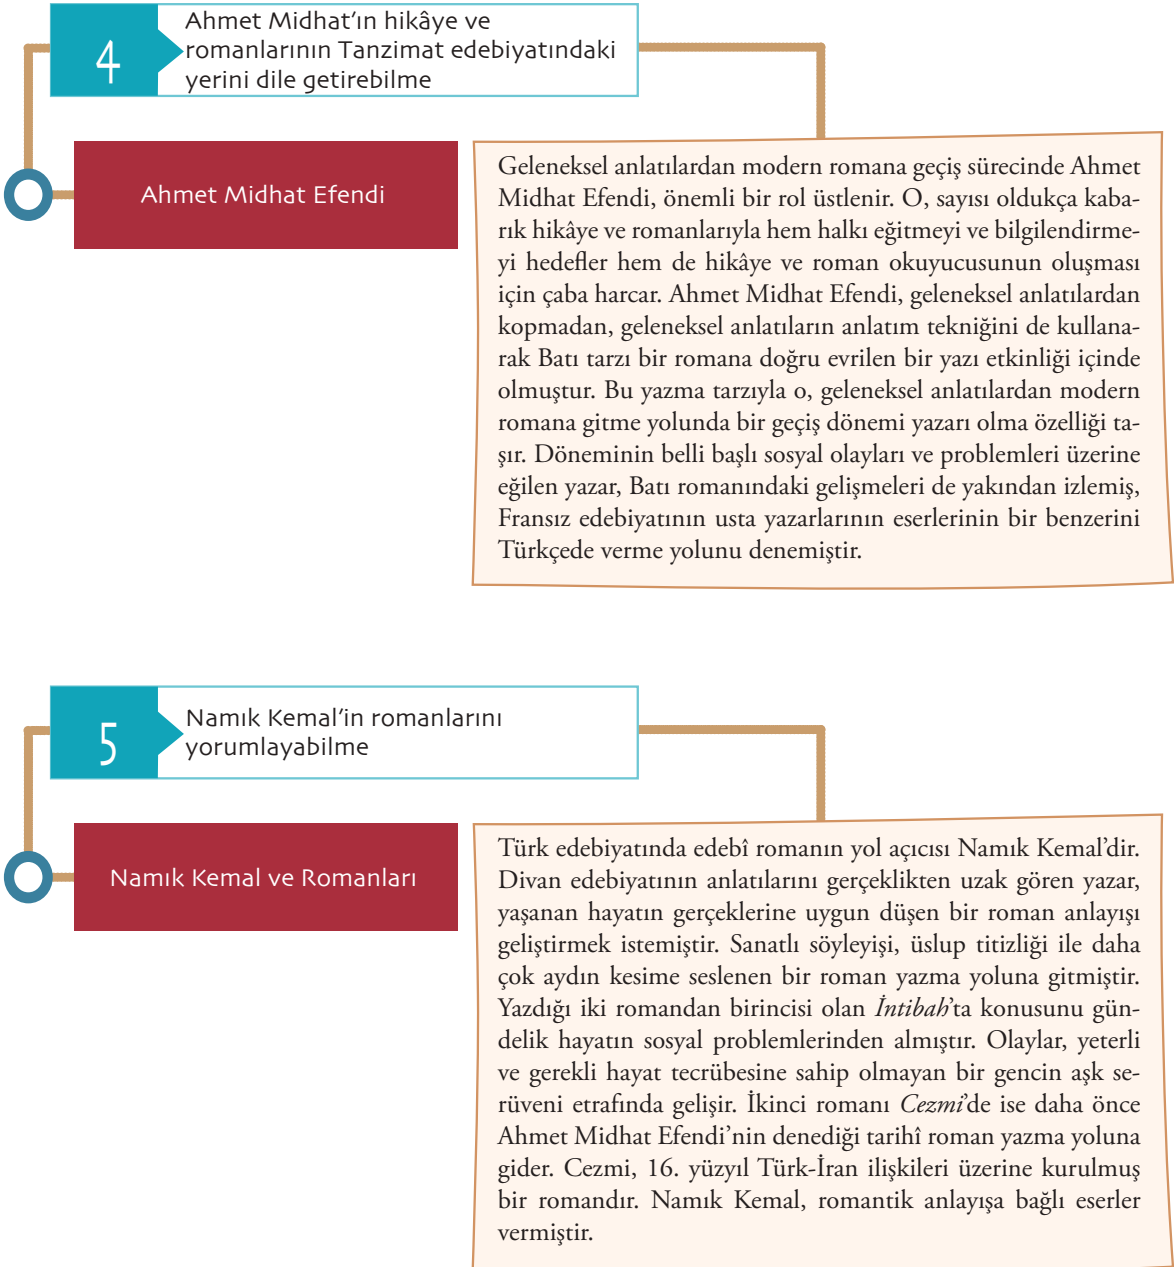 4
Ahmet Midhat'ın hikâye ve
romanlarının Tanzimat edebiyatındaki
yerini dile getirebilme
Ahmet Midhat Efendi
Geleneksel anlatılardan modern romana geçiş sürecinde Ahmet
Midhat Efendi, önemli bir rol üstlenir. O, sayısı oldukça kaba-
rık hikâye ve romanlarıyla hem halkı eğitmeyi ve bilgilendirme-
yi hedefler hem de hikâye ve roman okuyucusunun oluşması
için çaba harcar. Ahmet Midhat Efendi, geleneksel anlatılardan
kopmadan, geleneksel anlatıların anlatım tekniğini de kullana-
rak Batı tarzı bir romana doğru evrilen bir yazı etkinliği içinde
olmuştur. Bu yazma tarzıyla o, geleneksel anlatılardan modern
romana gitme yolunda bir geçiş dönemi yazarı olma özelliği ta-
şır. Döneminin belli başlı sosyal olayları ve problemleri üzerine
eğilen yazar, Batı romanındaki gelişmeleri de yakından izlemiş,
Fransız edebiyatının usta yazarlarının eserlerinin bir benzerini
Türkçede verme yolunu denemiştir.
5
Namık Kemal'in romanlarını
yorumlayabilme
Namık Kemal ve Romanları
Türk edebiyatında edebî romanın yol açıcısı Namık Kemal'dir.
Divan edebiyatının anlatılarını gerçeklikten uzak gören yazar,
yaşanan hayatın gerçeklerine uygun düşen bir roman anlayışı
geliştirmek istemiştir. Sanatlı söyleyişi, üslup titizliği ile daha
çok aydın kesime seslenen bir roman yazma yoluna gitmiştir.
Yazdığı iki romandan birincisi olan İntibah'ta konusunu gün-
delik hayatın sosyal problemlerinden almıştır. Olaylar, yeterli
ve gerekli hayat tecrübesine sahip olmayan bir gencin aşk se-
rüveni etrafında gelişir. İkinci romanı Cezmi'de ise daha önce
Ahmet Midhat Efendi'nin denediği tarihî roman yazma yoluna
gider. Cezmi, 16. yüzyıl Türk-İran ilişkileri üzerine kurulmuş
bir romandır. Namık Kemal, romantik anlayışa bağlı eserler
vermiştir.